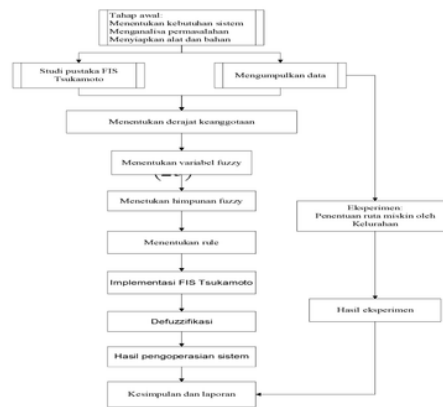 Tahap awal:
Menentukan kebutuhan sistem
Menganalisa permasalahan
Menyiapkan alat dan bahan
Studi pustaka FIS
Tsukamoto
Mengumpulkan data
Menentukan derajat keanggotaan
Menentukan variabel fuzzy
Menetukan himpunan fuzzy
Eksperimen:
Penentuan ruta miskin oleh
Kelurahan
Menentukan rule
Implementasi FIS Tsukamoto
Hasil eksperimen
Defuzzifikasi
Hasil pengoperasian sistem
Kesimpulan dan laporan